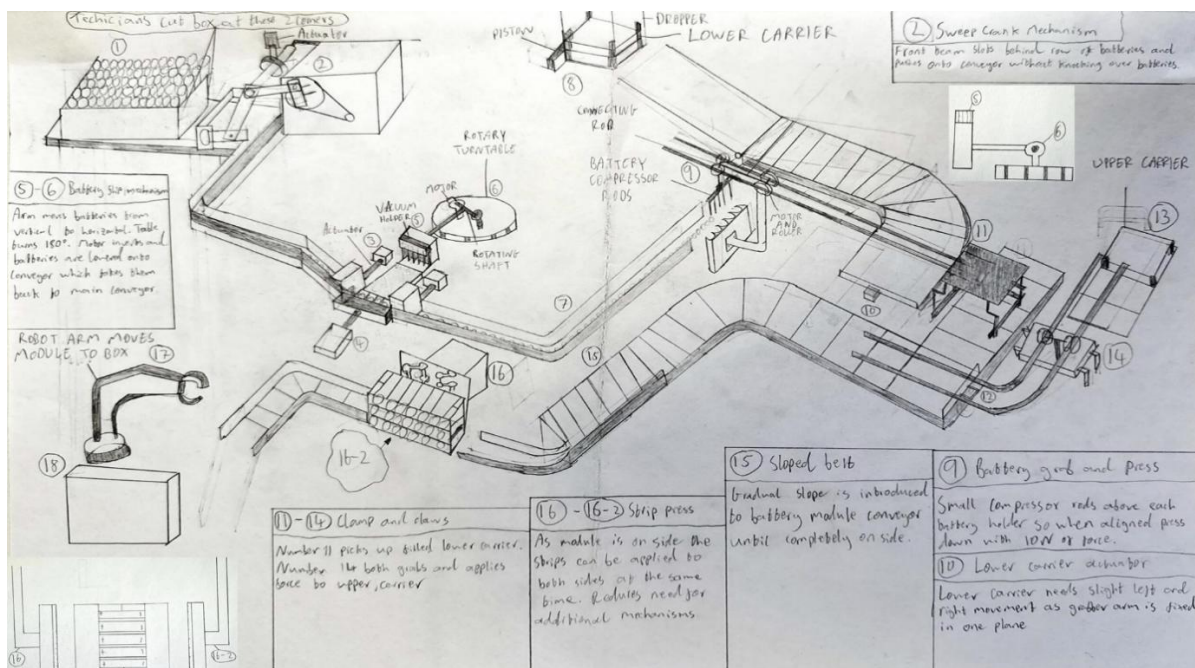 Technicians cut box at these 2 corners
Actuator
1
2
5 - 6 Battery slip mechanism
Arm moves batteries from
vertical to horizontal. Table
turns 180°. Motor inverts and
batteries are lowered onto
conveyor which takes them
back to main conveyor.
ROBOT ARM MOVES
MODULE TO BOX 17
18
16
16-2
Actuator
3
4
VACUUM
HOLDER
5
MOTOR
ROTARY
TURNTABLE
6
ROTATING
SHAFT
7
PISTON
DROPPER
LOWER CARRIER
8
CONNECTING
ROD
BATTERY
COMPRESSOR
RODS
9
MOTOR
AND
ROLLER
10
11
2 Sweep Crank Mechanism
Front beam slots behind row of batteries and
pushes onto conveyor without knocking over batteries.
5
6
UPPER CARRIER
13
14
12
15
16
16-2
11 - 14 Clamp and claws
Number 11 picks up filled lower carrier.
Number 14 both grabs and applies
force to upper carrier
16 - 16-2 Strip press
As module is on side the
strips can be applied to
both sides at the same
time. Reduces need for
additional mechanisms
15 Sloped belt
Gradual slope is introduced
to battery module conveyor
until completely on side.
9 Battery grab and press
Small compressor rods above each
battery holder so when aligned press
down with 10N of force.
10 Lower carrier actuator
Lower carrier needs slight left and
right movement as arm is fixed
in one plane